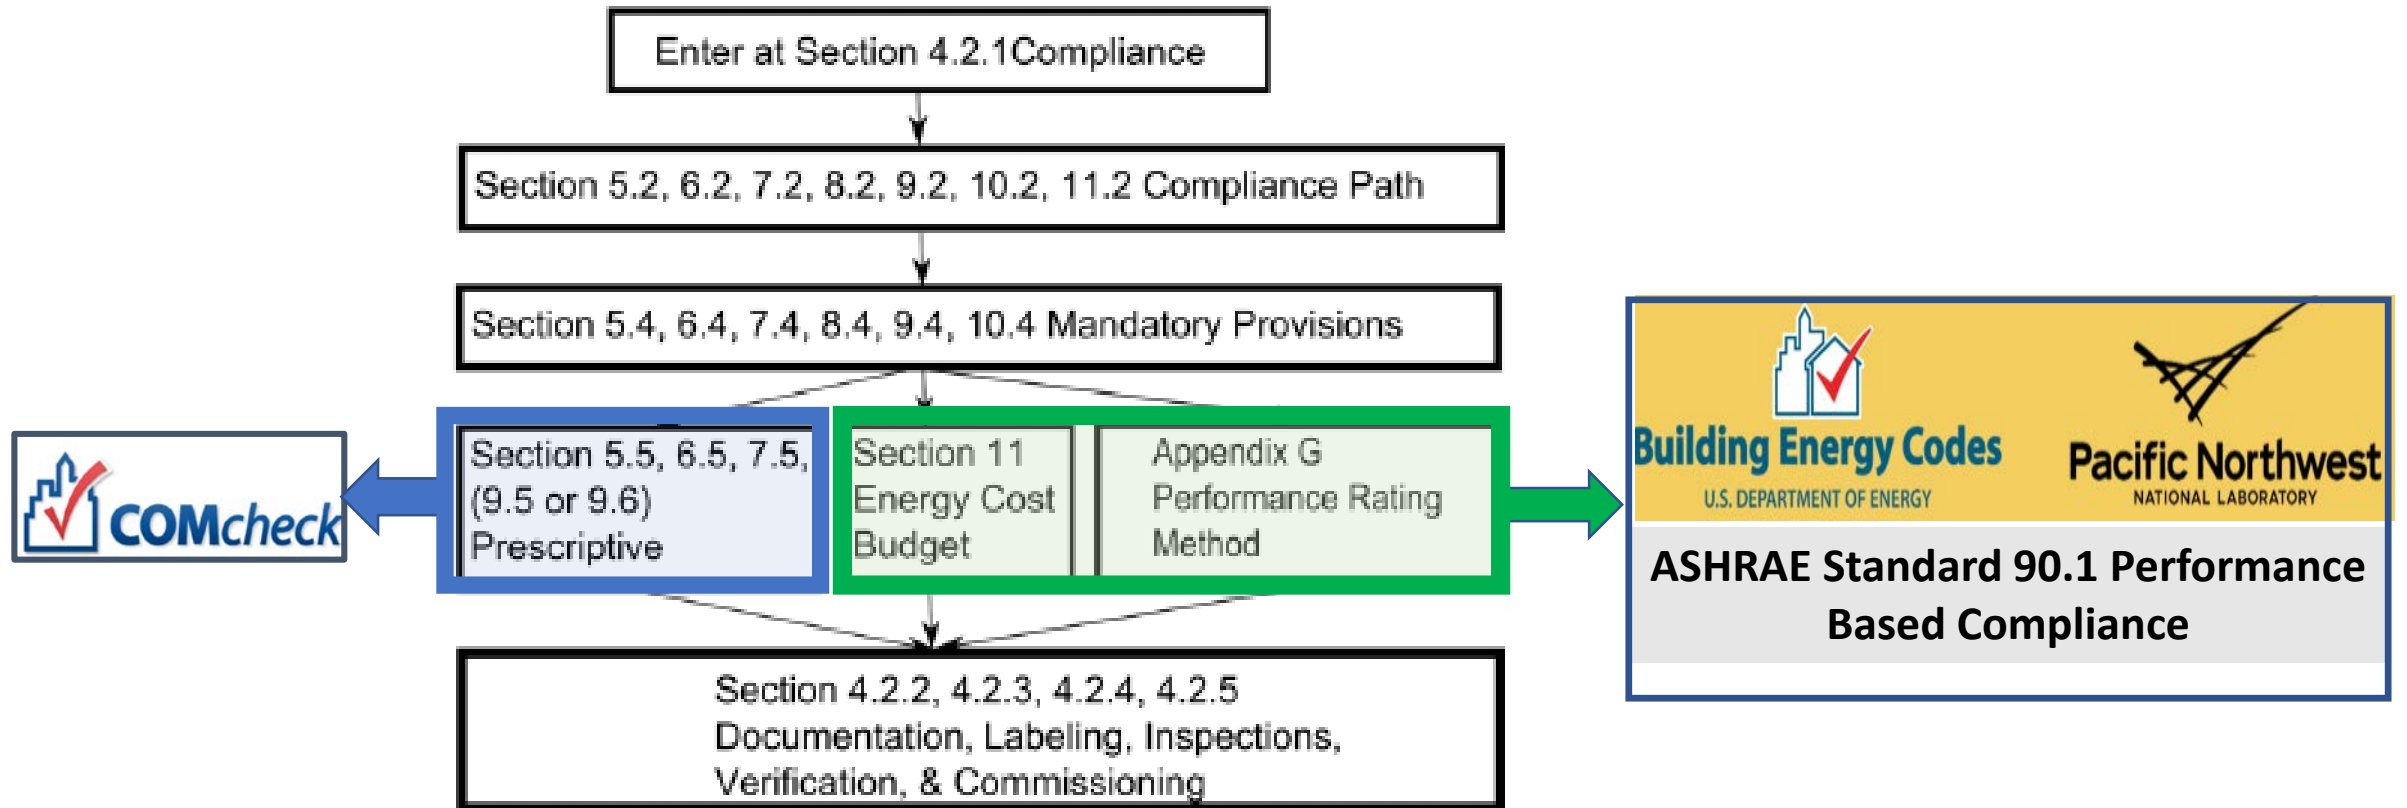 Enter at Section 4.2.1Compliance
Section 5.2, 6.2, 7.2, 8.2, 9.2, 10.2, 11.2 Compliance Path
Section 5.4, 6.4, 7.4, 8.4, 9.4, 10.4 Mandatory Provisions
COMcheck
Section 5.5, 6.5, 7.5,
(9.5 or 9.6)
Prescriptive
Section 11
Energy Cost
Budget
Appendix G
Performance Rating
Method
Building Energy Codes
U.S. DEPARTMENT OF ENERGY
Pacific Northwest
NATIONAL LABORATORY
ASHRAE Standard 90.1 Performance
Based Compliance
Section 4.2.2, 4.2.3, 4.2.4, 4.2.5
Documentation, Labeling, Inspections,
Verification, & Commissioning